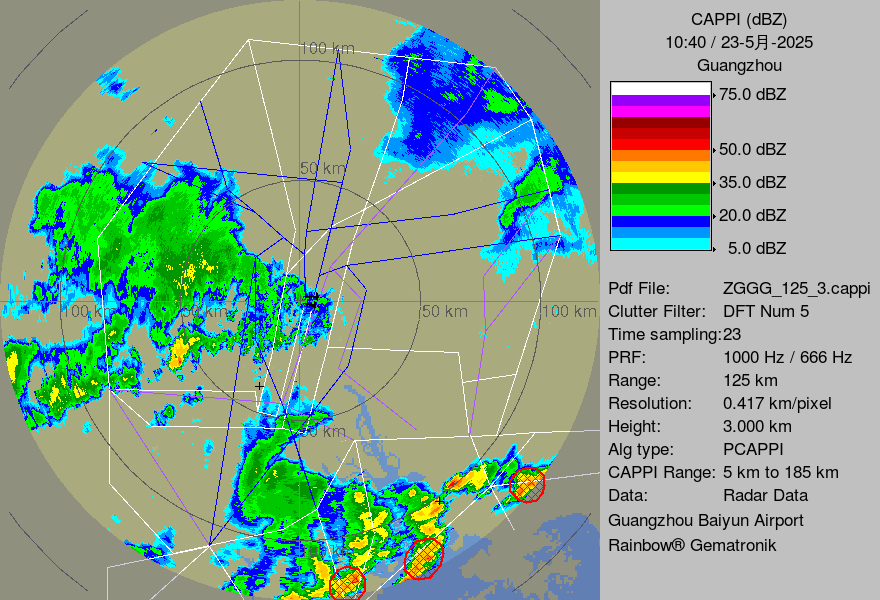 CAPPI (dBZ)
10:40 / 23-5月-2025
Guangzhou
75.0 dBZ
50.0 dBZ
35.0 dBZ
20.0 dBZ
5.0 dBZ
Pdf File: ZGGG_125_3.cappi
Clutter Filter: DFT Num 5
Time sampling:23
PRF: 1000 Hz / 666 Hz
Range: 125 km
Resolution: 0.417 km/pixel
Height: 3.000 km
Alg type: PCAPPI
CAPPI Range: 5 km to 185 km
Data: Radar Data
Guangzhou Baiyun Airport
Rainbow® Gematronik
100 km
50 km
100 km
50 km
50 km
100 km
50 km